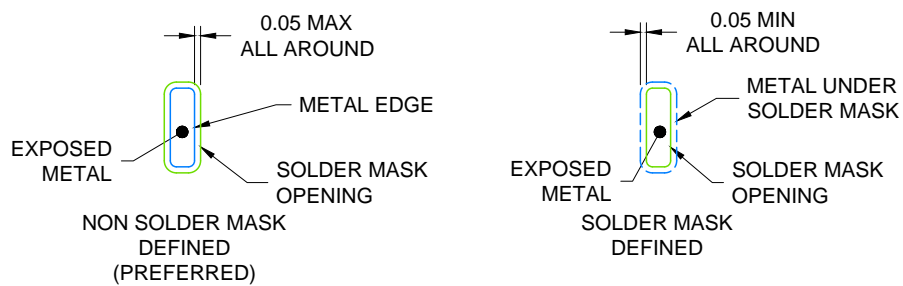 0.05 MAX
ALL AROUND
METAL EDGE
EXPOSED
METAL
SOLDER MASK
OPENING
NON SOLDER MASK
DEFINED
(PREFERRED)
0.05 MIN
ALL AROUND
METAL UNDER
SOLDER MASK
EXPOSED
METAL
SOLDER MASK
OPENING
SOLDER MASK
DEFINED